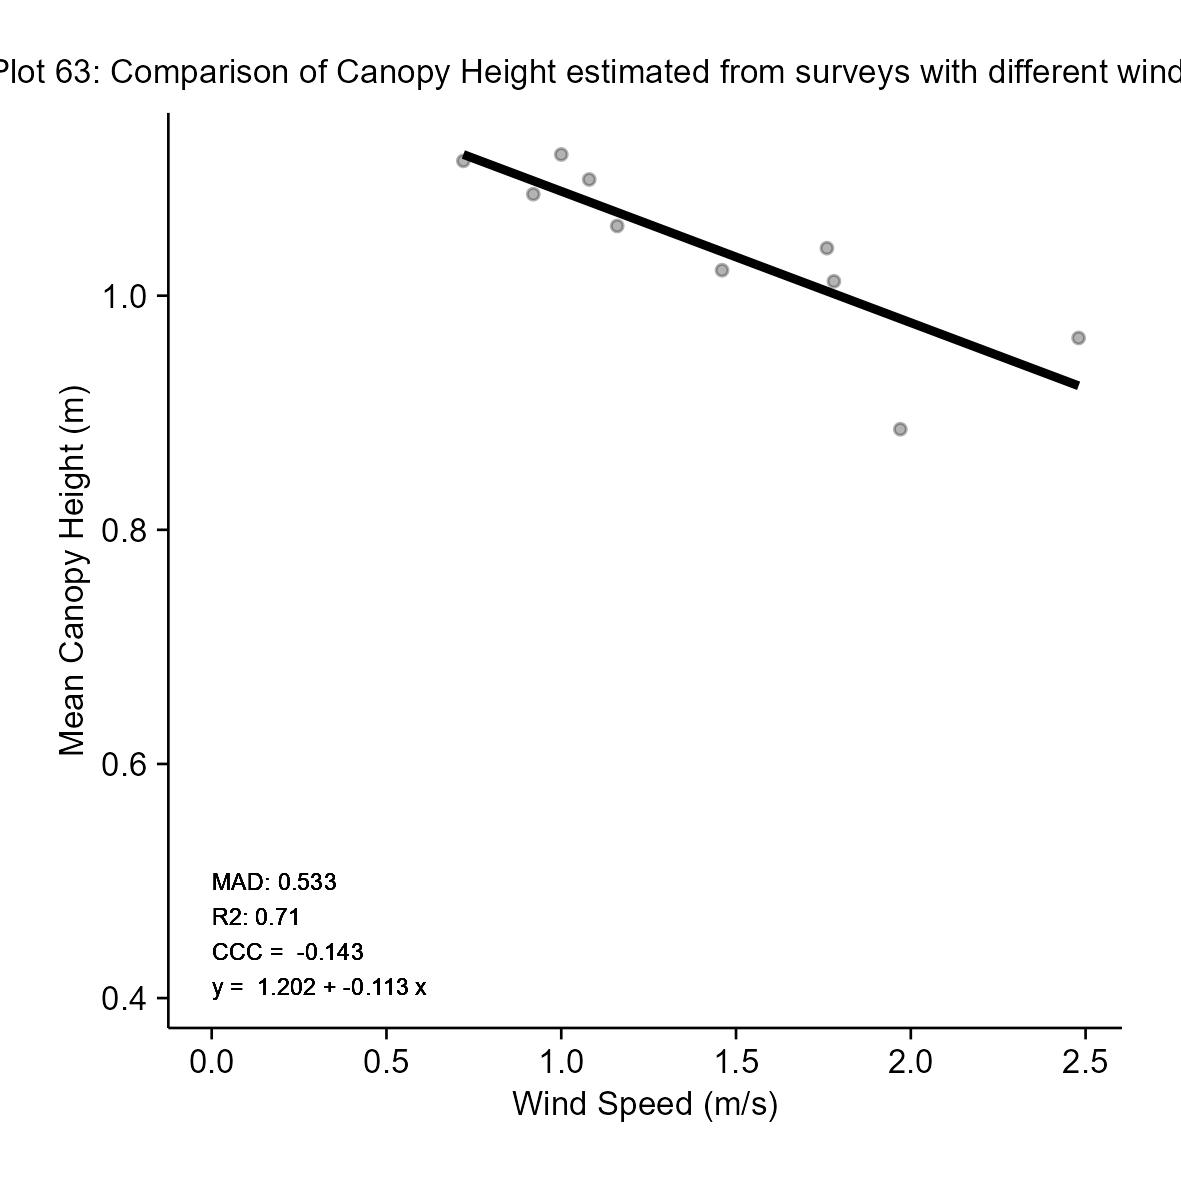 Plot 63: Comparison of Canopy Height estimated from surveys with different wind
1.0
0.8
0.6
0.4
Mean Canopy Height (m)
MAD: 0.533
R2: 0.71
CCC =  -0.143
y =  1.202 + -0.113 x
0.0 0.5 1.0 1.5 2.0 2.5
Wind Speed (m/s)